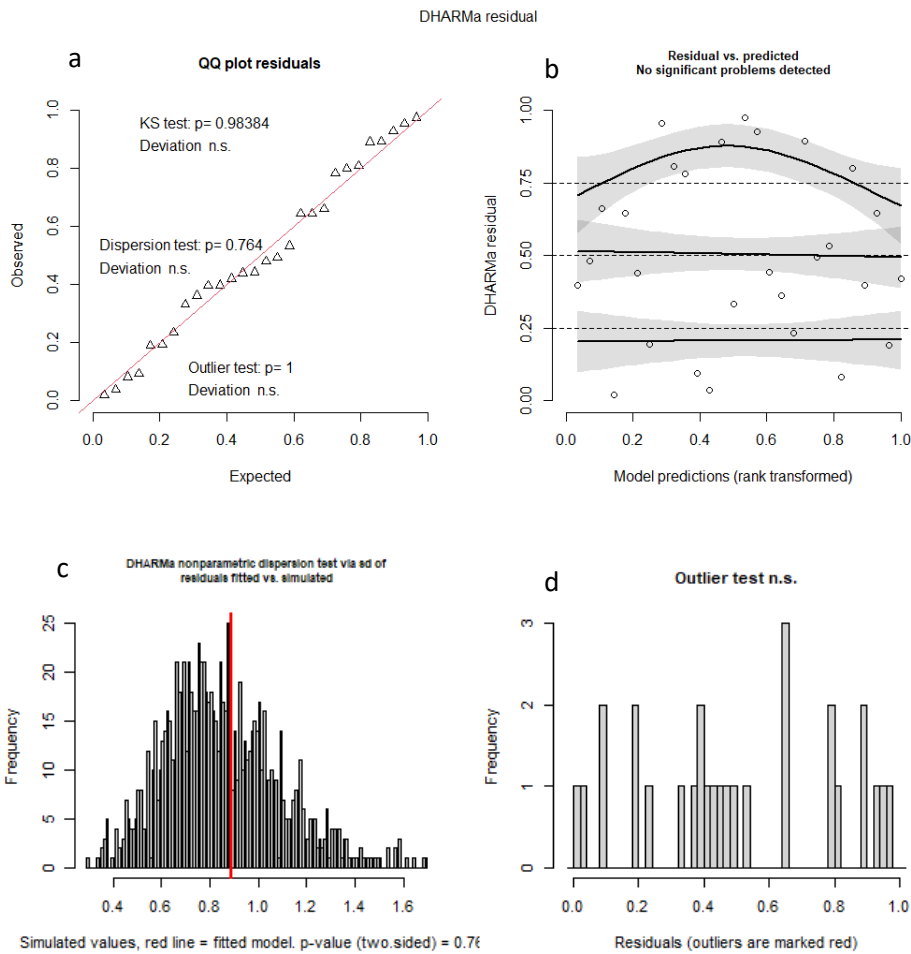 DHARMa residual
a
QQ plot residuals
KS test: p= 0.98384
Deviation n.s.
Dispersion test: p= 0.764
Deviation n.s.
Outlier test: p= 1
Deviation n.s.
Observed
0.0 0.2 0.4 0.6 0.8 1.0
0.0 0.2 0.4 0.6 0.8 1.0
Expected
b
Residual vs. predicted
No significant problems detected
DHARMa residual
0.00 0.25 0.50 0.75 1.00
0.0 0.2 0.4 0.6 0.8 1.0
Model predictions (rank transformed)
c
DHARMa nonparametric dispersion test via sd of
residuals fitted vs. simulated
Frequency
0 5 10 15 20 25
0.4 0.6 0.8 1.0 1.2 1.4 1.6
Simulated values, red line = fitted model. p-value (two.sided) = 0.76
d
Outlier test n.s.
Frequency
0 1 2 3
0.0 0.2 0.4 0.6 0.8 1.0
Residuals (outliers are marked red)